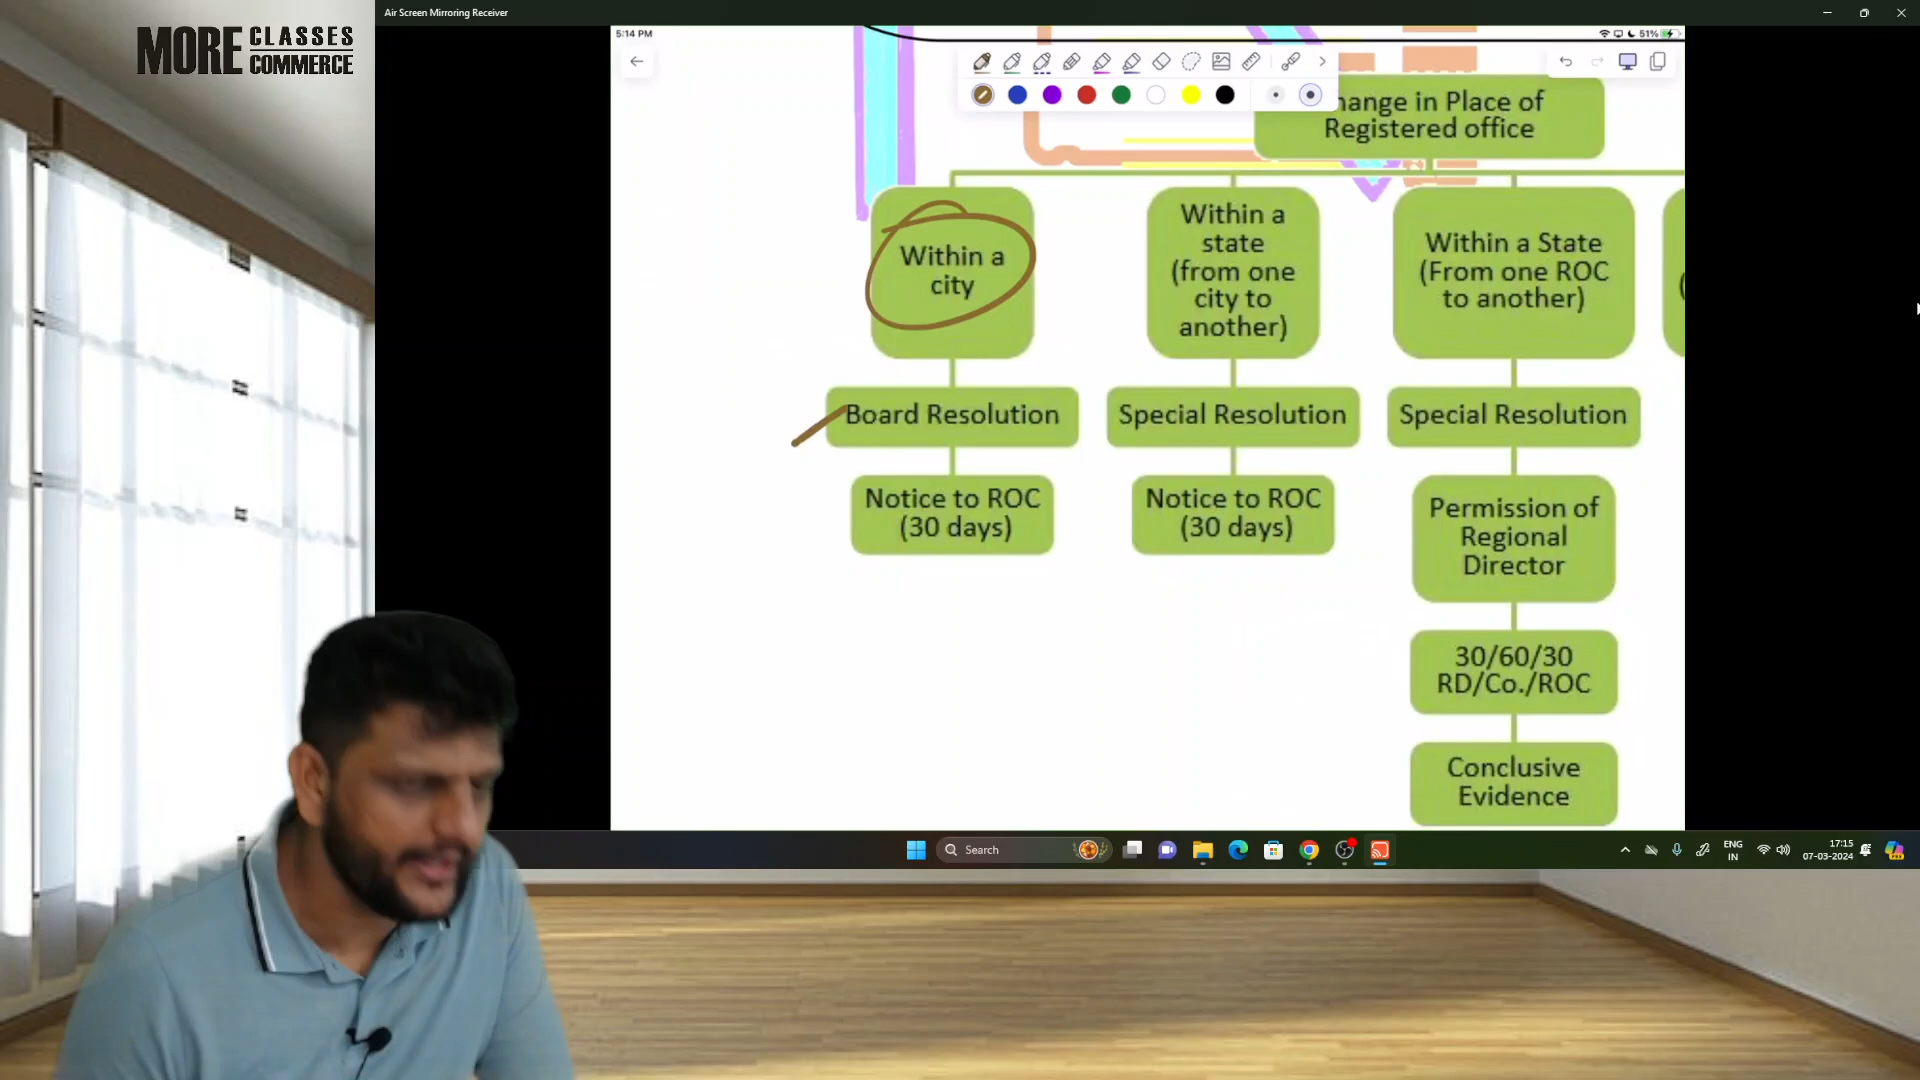 MORE CLASSES
COMMERCE
Air Screen Mirroring Receiver
5:14 PM
51%
hange in Place of
Registered office
Within a
city
Within a
state
(from one
city to
another)
Within a State
(From one ROC
to another)
(
Board Resolution
Special Resolution
Special Resolution
Notice to ROC
(30 days)
Notice to ROC
(30 days)
Permission of
Regional
Director
30/60/30
RD/Co./ROC
Conclusive
Evidence
Search
ENG
IN
17:15
07-03-2024